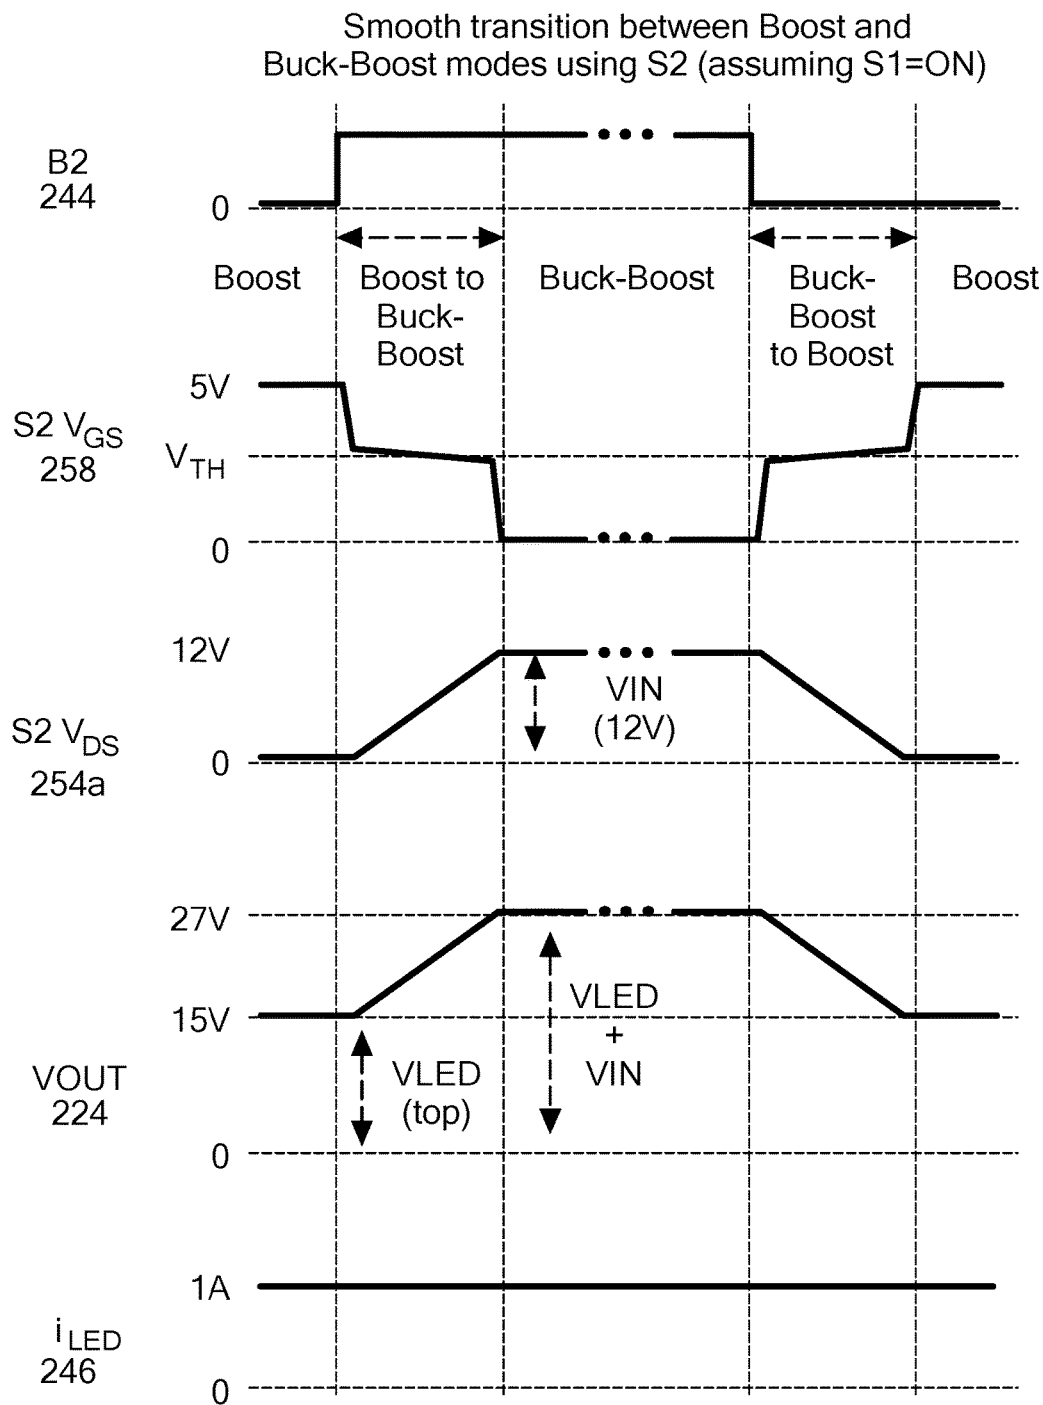 Smooth transition between Boost and
Buck-Boost modes using S2 (assuming S1=ON)
B2
244
0
Boost
Boost to
Buck-
Boost
Buck-Boost
Buck-
Boost
to Boost
Boost
S2 VGS
258
5V
VTH
0
S2 VDS
254a
12V
0
VIN
(12V)
VOUT
224
27V
15V
0
VLED
(top)
VLED
+
VIN
iLED
246
1A
0